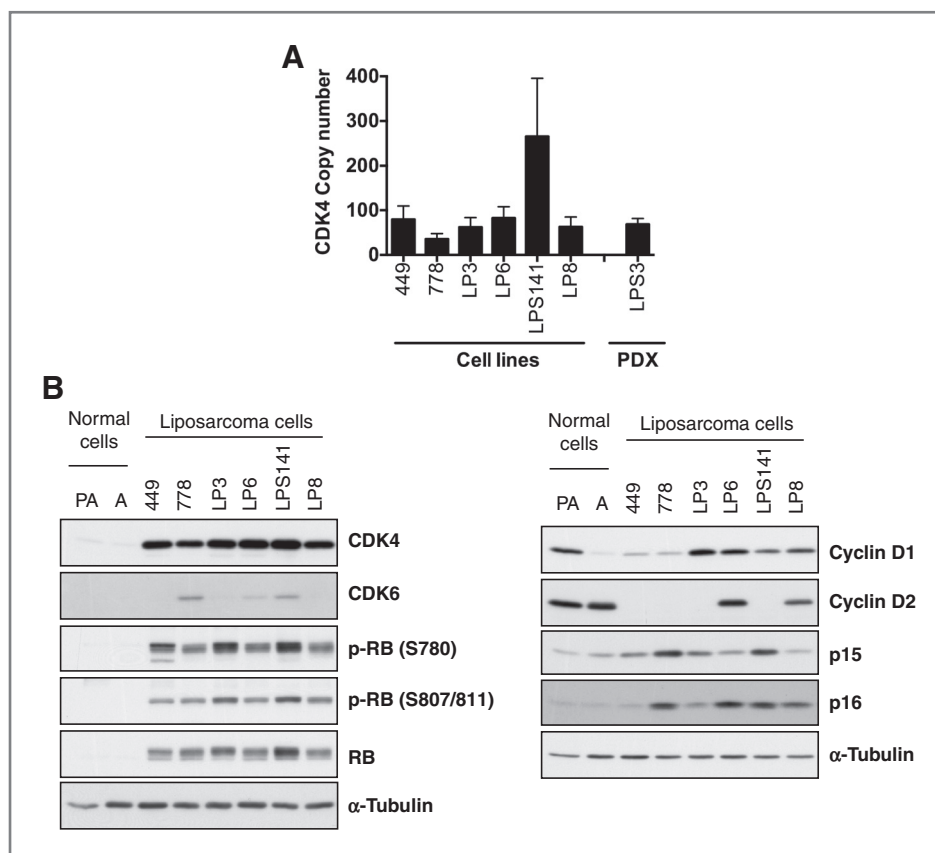 A
CDK4 Copy number
400
300
200
100
0
449
778
LP3
LP6
LPS141
LP8
LPS3
Cell lines
PDX
B
Normal cells
Liposarcoma cells
PA A 449 778 LP3 LP6 LPS141 LP8
CDK4
CDK6
p-RB (S780)
p-RB (S807/811)
RB
α-Tubulin
Normal cells
Liposarcoma cells
PA A 449 778 LP3 LP6 LPS141 LP8
Cyclin D1
Cyclin D2
p15
p16
α-Tubulin